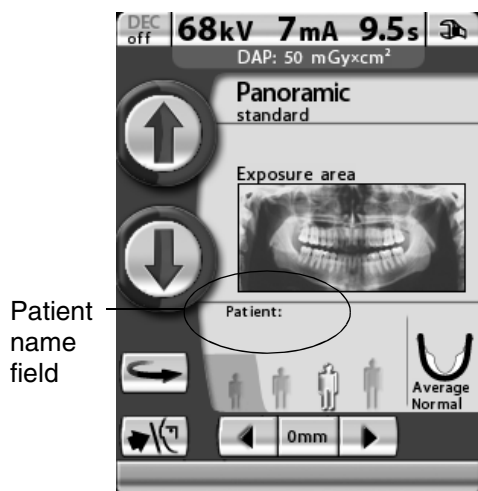 DEC
off
68kV 7mA 9.5s
DAP: 50 mGy×cm²
Panoramic
standard
Exposure area
Patient:
Patient
name
field
Average
Normal
0mm